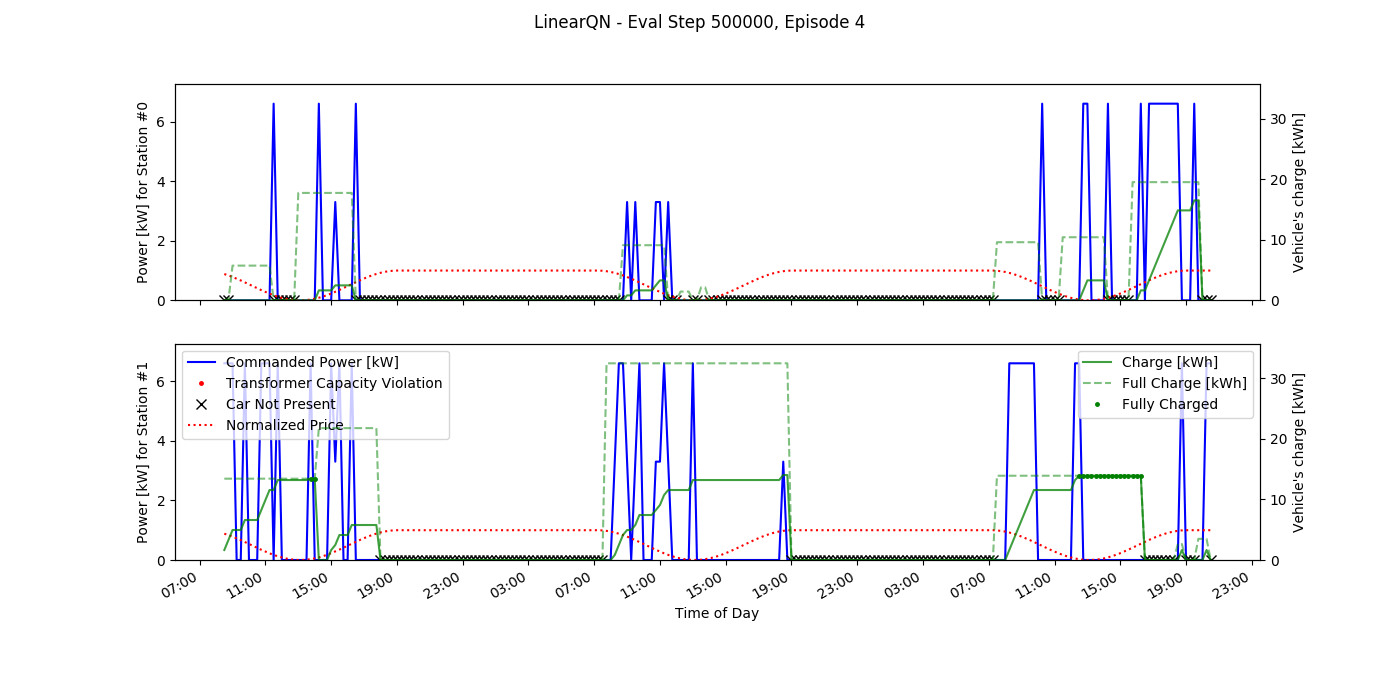 LinearQN - Eval Step 500000, Episode 4
Power [kW] for Station #0
0
2
4
6
0
10
20
30
Vehicle's charge [kWh]
Power [kW] for Station #1
0
2
4
6
Commanded Power [kW]
Transformer Capacity Violation
Car Not Present
Normalized Price
Charge [kWh]
Full Charge [kWh]
Fully Charged
0
10
20
30
Vehicle's charge [kWh]
07:00
11:00
15:00
19:00
23:00
03:00
07:00
11:00
15:00
19:00
23:00
03:00
07:00
11:00
15:00
19:00
23:00
Time of Day